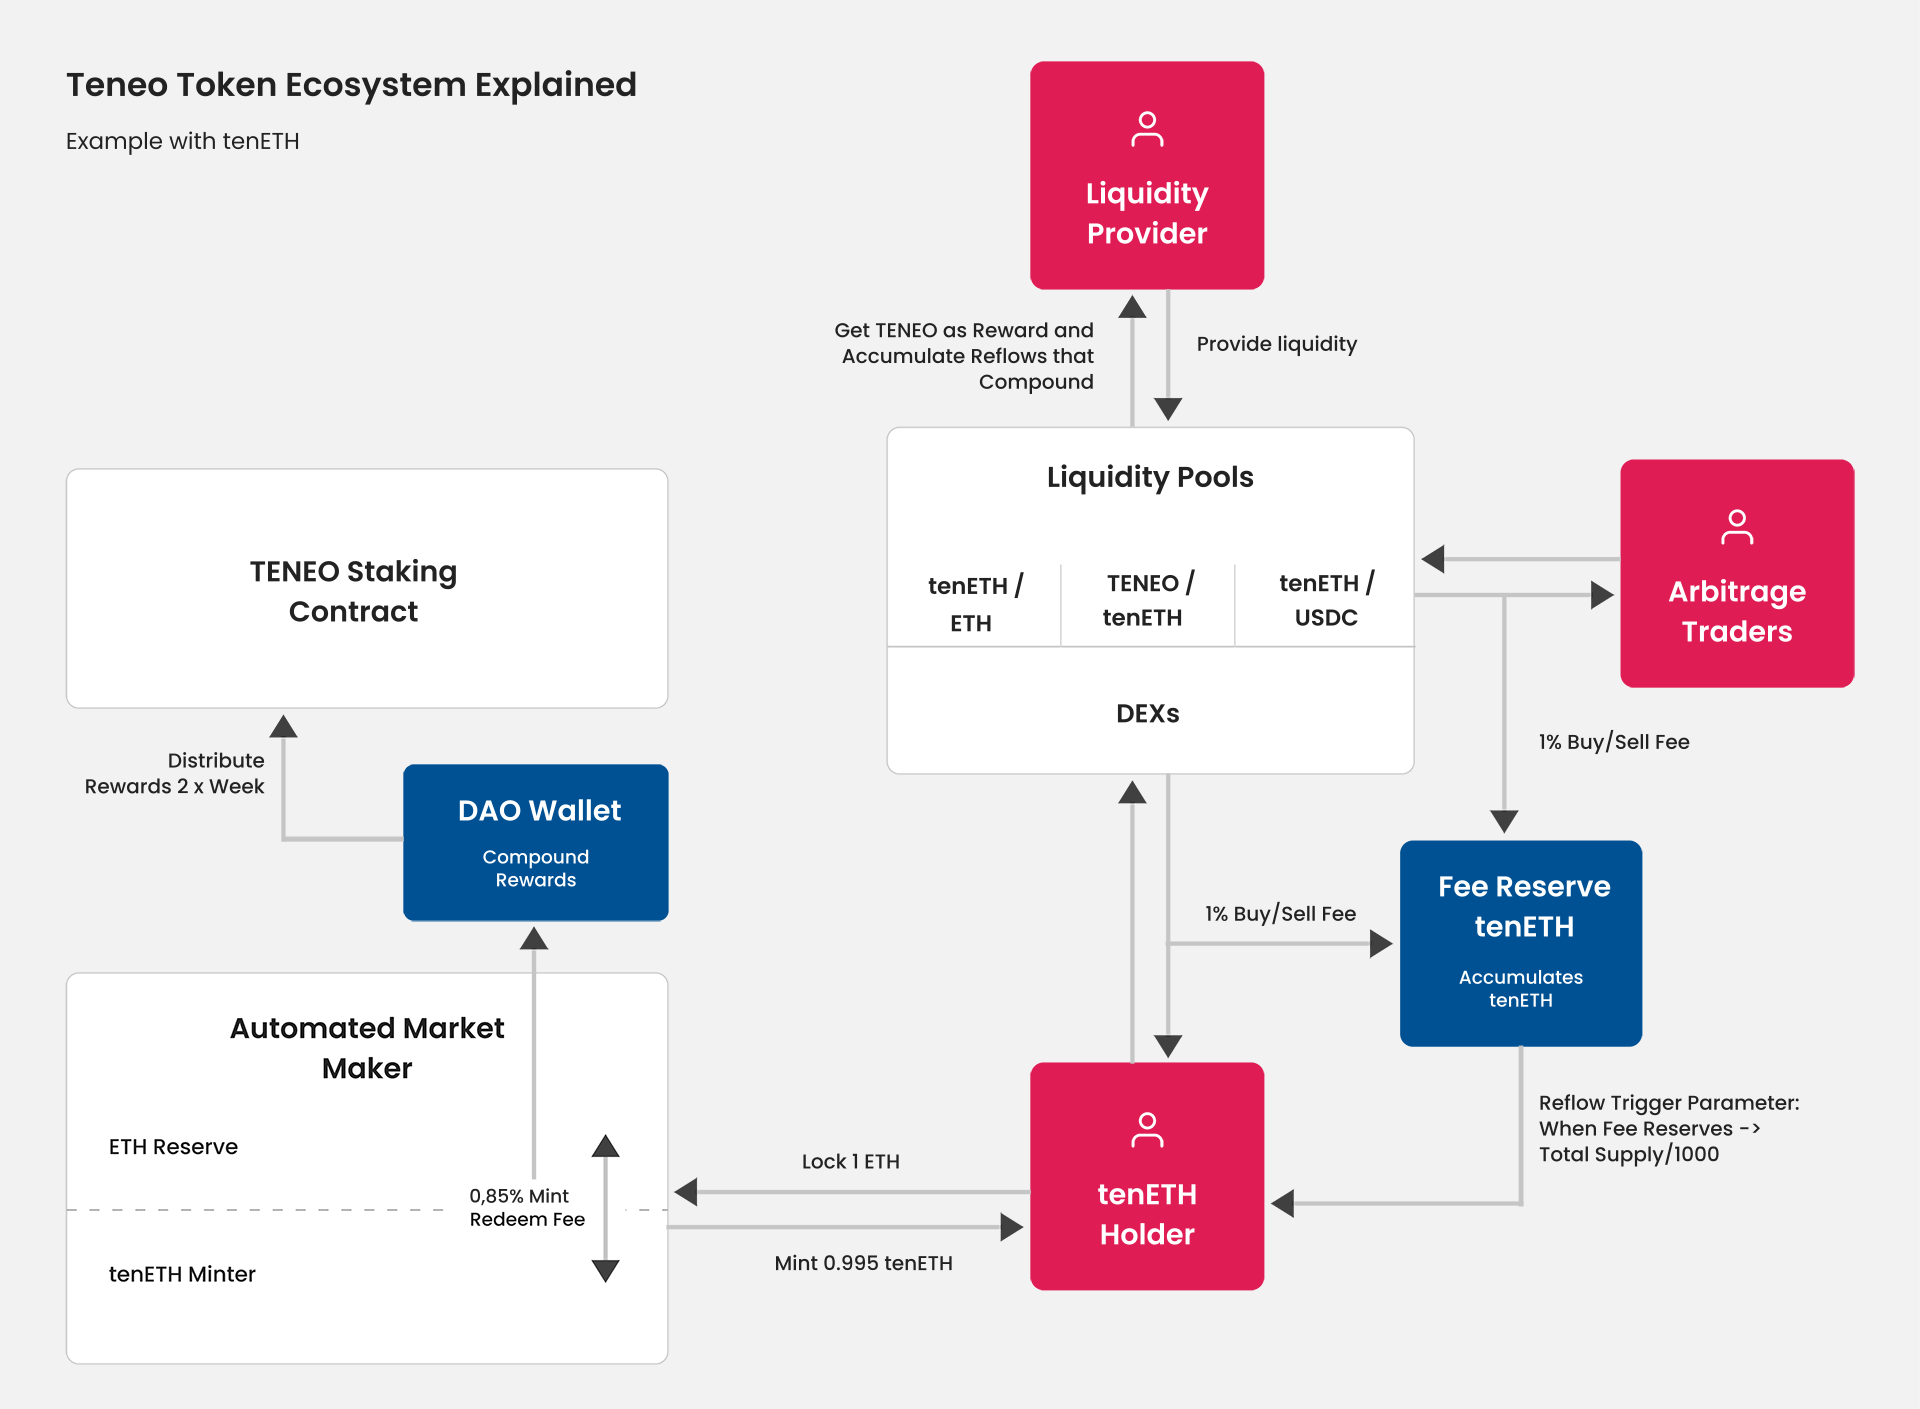 Teneo Token Ecosystem Explained
Example with tenETH
Liquidity
Provider
Get TENEO as Reward and
Accumulate Reflows that
Compound
Provide liquidity
Liquidity Pools
tenETH /
ETH
TENEO /
tenETH
tenETH /
USDC
DEXs
Arbitrage
Traders
TENEO Staking
Contract
Distribute
Rewards 2 x Week
DAO Wallet
Compound
Rewards
1% Buy/Sell Fee
1% Buy/Sell Fee
Fee Reserve
tenETH
Accumulates
tenETH
Automated Market
Maker
ETH Reserve
0,85% Mint
Redeem Fee
tenETH Minter
Lock 1 ETH
Mint 0.995 tenETH
tenETH
Holder
Reflow Trigger Parameter:
When Fee Reserves ->
Total Supply/1000